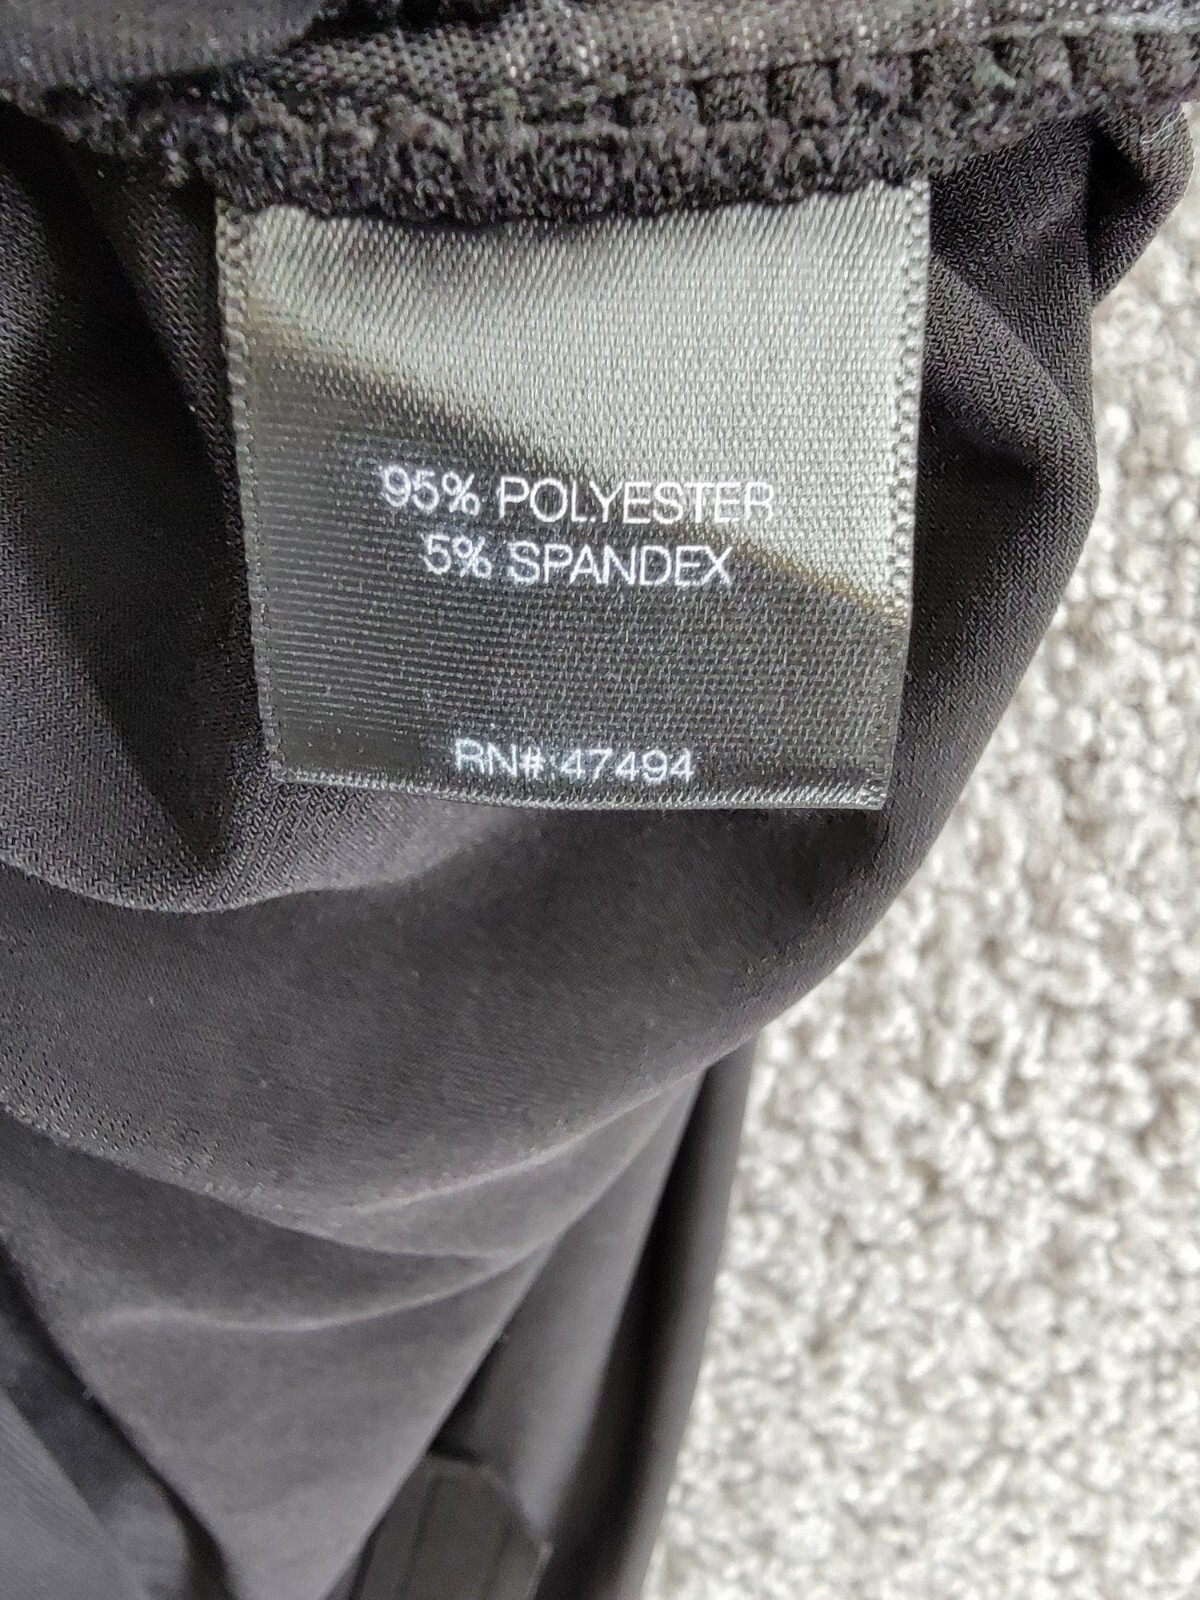 95% POLYESTER
5% SPANDEX
RN# 47494